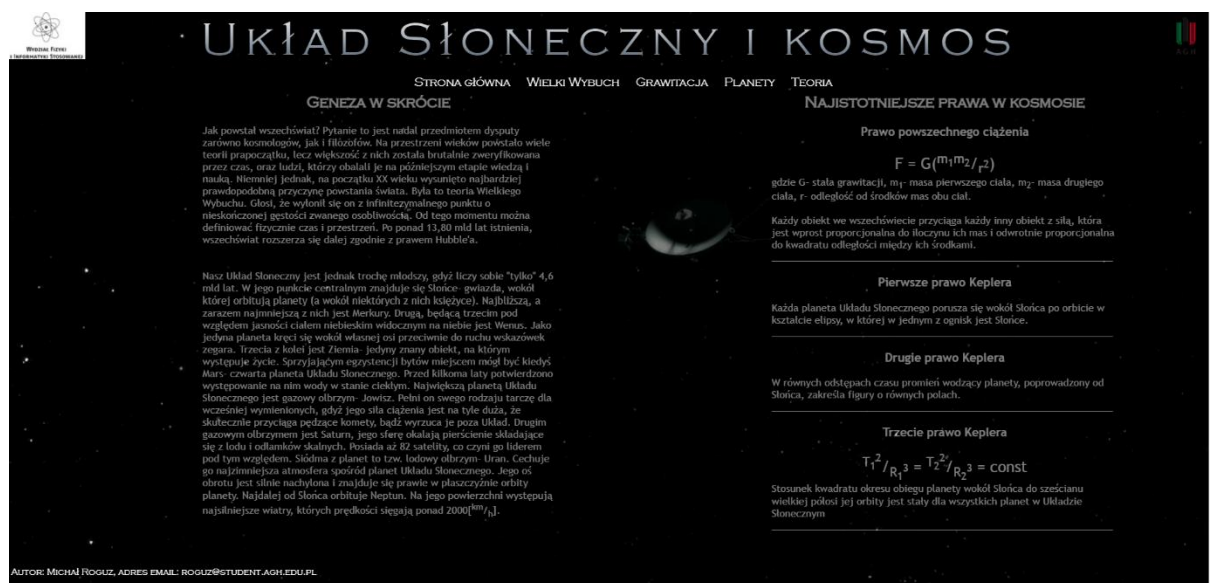 Wydział Fizyki
i Informatyki Stosowanej
Układ Słoneczny i kosmos
AGH
Strona główna Wielki Wybuch Grawitacja Planety Teoria
Geneza w skrócie
Jak powstał wszechświat? Pytanie to jest nadal przedmiotem dysputy
zarówno kosmologów, jak i filozofów. Na przestrzeni wieków powstało wiele
teorii prapoczątku, lecz większość z nich została brutalnie zweryfikowana
przez czas, oraz ludzi, którzy obalali je na późniejszym etapie wiedzą i
nauką. Niemniej jednak, na początku XX wieku wysunięto najbardziej
prawdopodobną przyczynę powstania świata. Była to teoria Wielkiego
Wybuchu. Głosi, że wyłonił się on z infinitezymalnego punktu o
nieskończonej gęstości zwanego osobliwością. Od tego momentu można
definiować fizycznie czas i przestrzeń. Po ponad 13,80 mld lat istnienia,
wszechświat rozszerza się dalej zgodnie z prawem Hubble'a.
Nasz Układ Słoneczny jest jednak trochę młodszy, gdyż liczy sobie "tylko" 4,6
mld lat. W jego punkcie centralnym znajduje się Słońce- gwiazda, wokół
której orbitują planety (a wokół niektórych z nich księżyce). Najbliższą, a
zarazem najmniejszą z nich jest Merkury. Drugą, będącą trzecim pod
względem jasności ciałem niebieskim widocznym na niebie jest Wenus. Jako
jedyna planeta kręci się wokół własnej osi przeciwnie do ruchu wskazówek
zegara. Trzecia z kolei jest Ziemia- jedyny znany obiekt, na którym
występuje życie. Sprzyjającym egzystencji bytów miejscem mógł być kiedyś
Mars- czwarta planeta Układu Słonecznego. Przed kilkoma laty potwierdzono
występowanie na nim wody w stanie ciekłym. Największą planetą Układu
Słonecznego jest gazowy olbrzym- Jowisz. Pełni on swego rodzaju tarczę dla
wcześniej wymienionych, gdyż jego siła ciążenia jest na tyle duża, że
skutecznie przyciąga pędzące komety, bądź wyrzuca je poza Układ. Drugim
gazowym olbrzymem jest Saturn, jego sferę okalają pierścienie składające
się z lodu i odłamków skalnych. Posiada aż 82 satelity, co czyni go liderem
pod tym względem. Siódma z planet to tzw. lodowy olbrzym- Uran. Cechuje
go najzimniejsza atmosfera spośród planet Układu Słonecznego. Jego oś
obrotu jest silnie nachylona i znajduje się prawie w płaszczyźnie orbity
planety. Najdalej od Słońca orbituje Neptun. Na jego powierzchni występują
najsilniejsze wiatry, których prędkości sięgają ponad 2000[km/h].
Najistotniejsze prawa w kosmosie
Prawo powszechnego ciążenia
F = G(m₁m₂/r²)
gdzie G- stała grawitacji, m₁- masa pierwszego ciała, m₂- masa drugiego
ciała, r- odległość od środków mas obu ciał.
Każdy obiekt we wszechświecie przyciąga każdy inny obiekt z siłą, która
jest wprost proporcjonalna do iloczynu ich mas i odwrotnie proporcjonalna
do kwadratu odległości między ich środkami.
Pierwsze prawo Keplera
Każda planeta Układu Słonecznego porusza się wokół Słońca po orbicie w
kształcie elipsy, w której w jednym z ognisk jest Słońce.
Drugie prawo Keplera
W równych odstępach czasu promień wodzący planety, poprowadzony od
Słońca, zakreśla figury o równych polach.
Trzecie prawo Keplera
T₁²/R₁³ = T₂²/R₂³ = const
Stosunek kwadratu okresu obiegu planety wokół Słońca do sześcianu
wielkiej półosi jej orbity jest stały dla wszystkich planet w Układzie
Słonecznym
Autor: Michał Roguz, adres email: roguz@student.agh.edu.pl